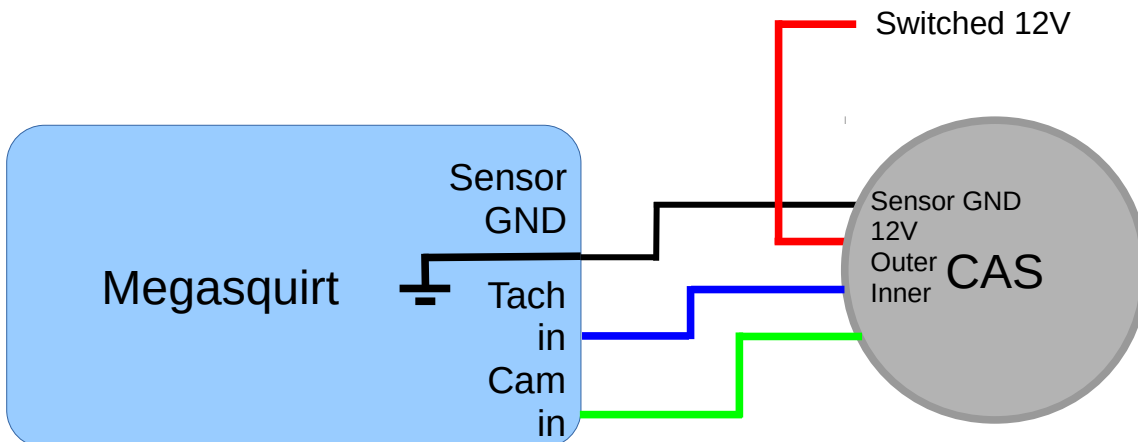 Switched 12V
Sensor
GND
Megasquirt
Tach
in
Cam
in
Sensor GND
12V
Outer
Inner
CAS